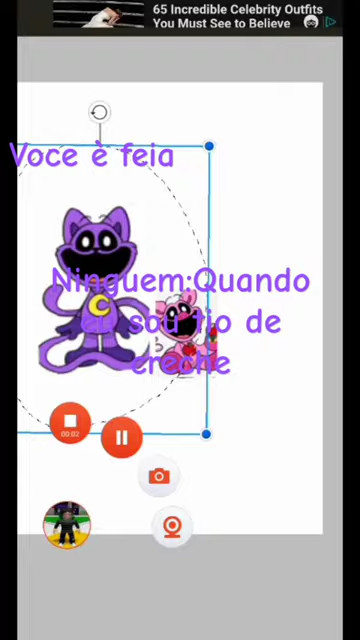 65 Incredible Celebrity Outfits
You Must See to Believe
Voce è feia
Ninguem:Quando
eu sou tio de
creche
00:02